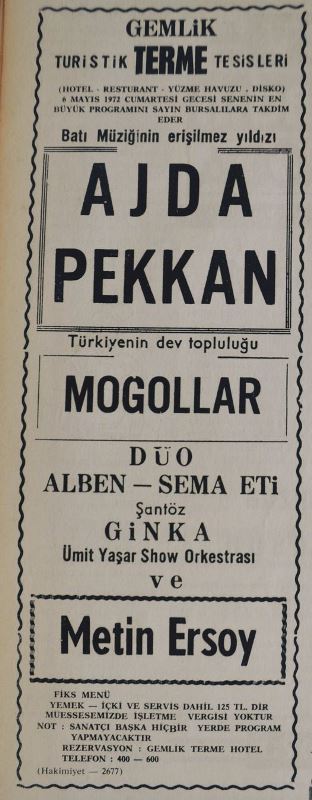 GEMLİK
TURİSTİK TERME TESİSLERİ
(HOTEL - RESTURANT - YÜZME HAVUZU . DİSKO)
6 MAYIS 1972 CUMARTESİ GECESİ SENENİN EN
BÜYÜK PROGRAMINI SAYIN BURSALILARA TAKDİM
EDER
Batı Müziğinin erişilmez yıldızı
AJDA
PEKKAN
Türkiyenin dev topluluğu
MOGOLLAR
DÜO
ALBEN — SEMA ETİ
Şantöz
GİNKA
Ümit Yaşar Show Orkestrası
ve
Metin Ersoy
FİKS MENÜ
YEMEK — İÇKİ VE SERVİS DAHİL 125 TL. DİR
MÜESSESEMİZDE İŞLETME VERGİSİ YOKTUR
NOT : SANATÇI BAŞKA HİÇBİR YERDE PROGRAM
YAPMAYACAKTIR
REZERVASYON : GEMLİK TERME HOTEL
TELEFON : 400 — 600
(Hakimiyet — 2677)